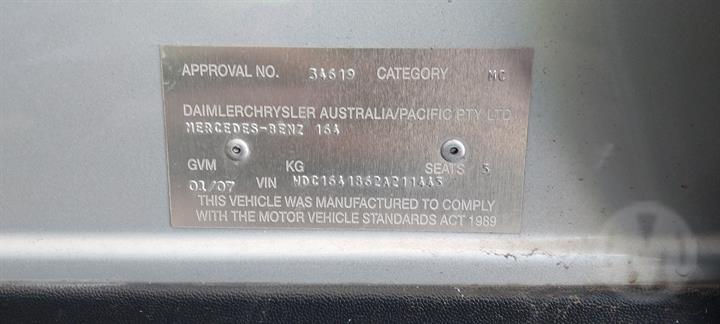 APPROVAL NO. 34619 CATEGORY MC
DAIMLERCHRYSLER AUSTRALIA/PACIFIC PTY LTD
MERCEDES-BENZ 164
GVM KG SEATS 5
01/07 VIN WDC1641862A211443
THIS VEHICLE WAS MANUFACTURED TO COMPLY
WITH THE MOTOR VEHICLE STANDARDS ACT 1989